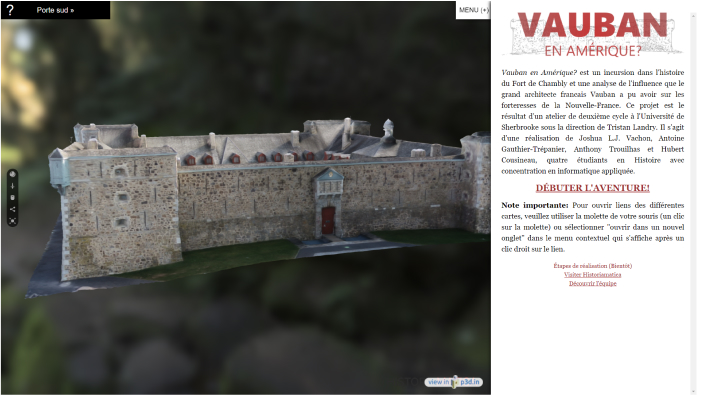 ?
Porte sud »
MENU (+)
VAUBAN
EN AMÉRIQUE?
Vauban en Amérique? est un incursion dans l'histoire
du Fort de Chambly et une analyse de l'influence que le
grand architecte francais Vauban a pu avoir sur les
forteresses de la Nouvelle-France. Ce projet est le
résultat d'un atelier de deuxième cycle à l'Université de
Sherbrooke sous la direction de Tristan Landry. Il s'agit
d'une réalisation de Joshua L.J. Vachon, Antoine
Gauthier-Trépanier, Anthony Trouilhas et Hubert
Cousineau, quatre étudiants en Histoire avec
concentration en informatique appliquée.
DÉBUTER L'AVENTURE!
Note importante: Pour ouvrir liens des différentes
cartes, veuillez utiliser la molette de votre souris (un clic
sur la molette) ou sélectionner "ouvrir dans un nouvel
onglet" dans le menu contextuel qui s'affiche après un
clic droit sur le lien.
Étapes de réalisation (Bientôt)
Visiter Historismatica
Découvrir l'équipe
view in p3d.in